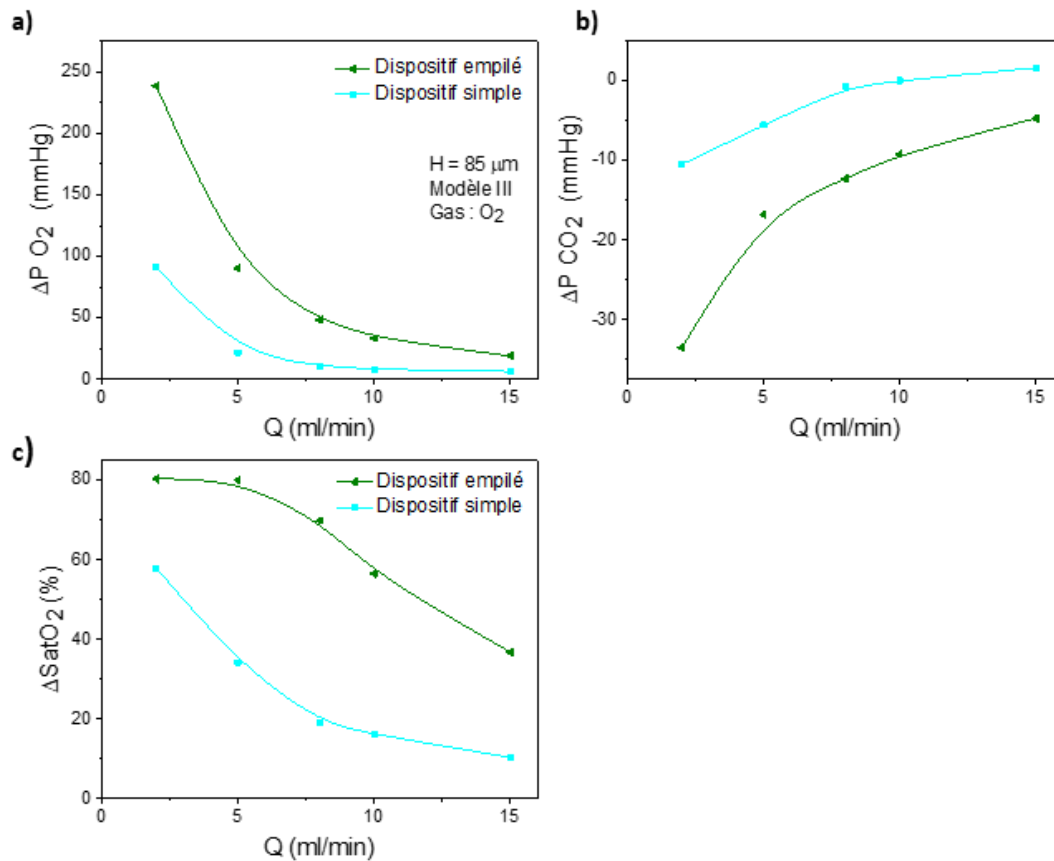 a)
ΔP O2 (mmHg)
250
200
150
100
50
0
0 5 10 15
Q (ml/min)
Dispositif empilé
Dispositif simple
H = 85 μm
Modèle III
Gas : O2
b)
ΔP CO2 (mmHg)
0
-10
-20
-30
0 5 10 15
Q (ml/min)
c)
ΔSatO2 (%)
80
60
40
20
0
0 5 10 15
Q (ml/min)
Dispositif empilé
Dispositif simple